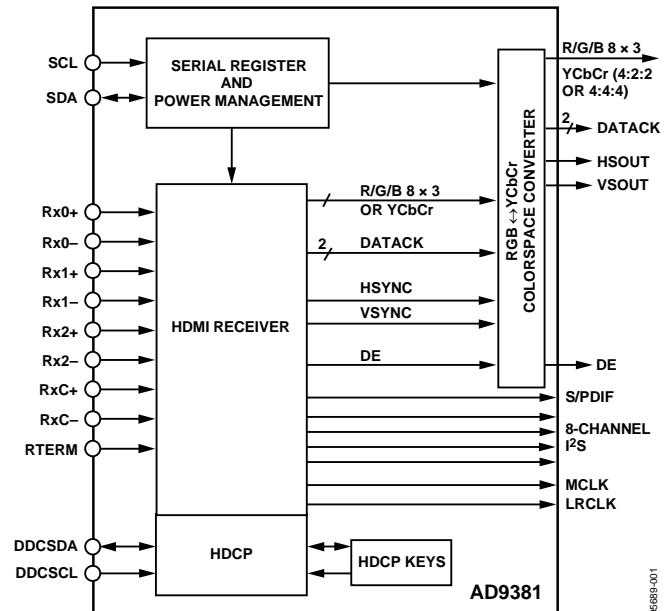 SCL
SDA
SERIAL REGISTER
AND
POWER MANAGEMENT
R/G/B 8 × 3
YCbCr (4:2:2
OR 4:4:4)
2
DATACK
HSOUT
VSOUT
RGB ↔ YCbCr
COLORSPACE CONVERTER
Rx0+
Rx0–
Rx1+
Rx1–
Rx2+
Rx2–
RxC+
RxC–
RTERM
HDMI RECEIVER
R/G/B 8 × 3
OR YCbCr
2
DATACK
HSYNC
VSYNC
DE
DE
S/PDIF
8-CHANNEL
I²S
MCLK
LRCLK
DDCSDA
DDCSCL
HDCP
HDCP KEYS
AD9381